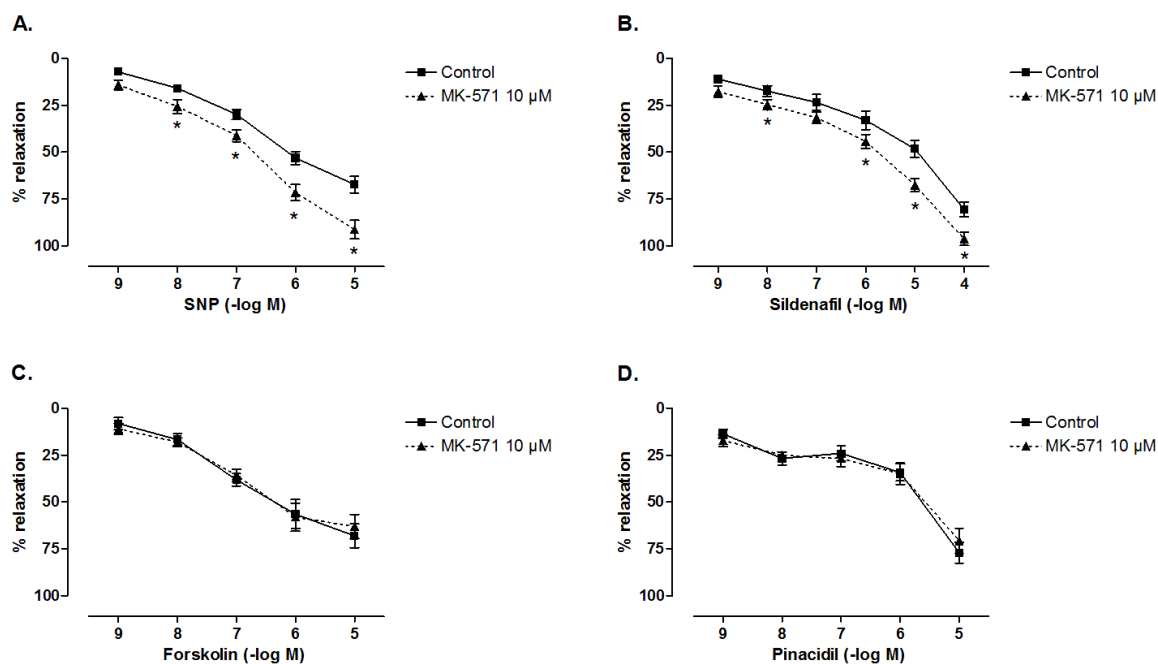 A.
0
25
50
75
100
% relaxation
* * * *
9 8 7 6 5
SNP (-log M)
Control
MK-571 10 µM
B.
0
25
50
75
100
% relaxation
* * * *
9 8 7 6 5 4
Sildenafil (-log M)
Control
MK-571 10 µM
C.
0
25
50
75
100
% relaxation
9 8 7 6 5
Forskolin (-log M)
Control
MK-571 10 µM
D.
0
25
50
75
100
% relaxation
9 8 7 6 5
Pinacidil (-log M)
Control
MK-571 10 µM